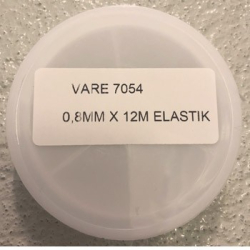 VARE 7054
0,8MM X 12M ELASTIK